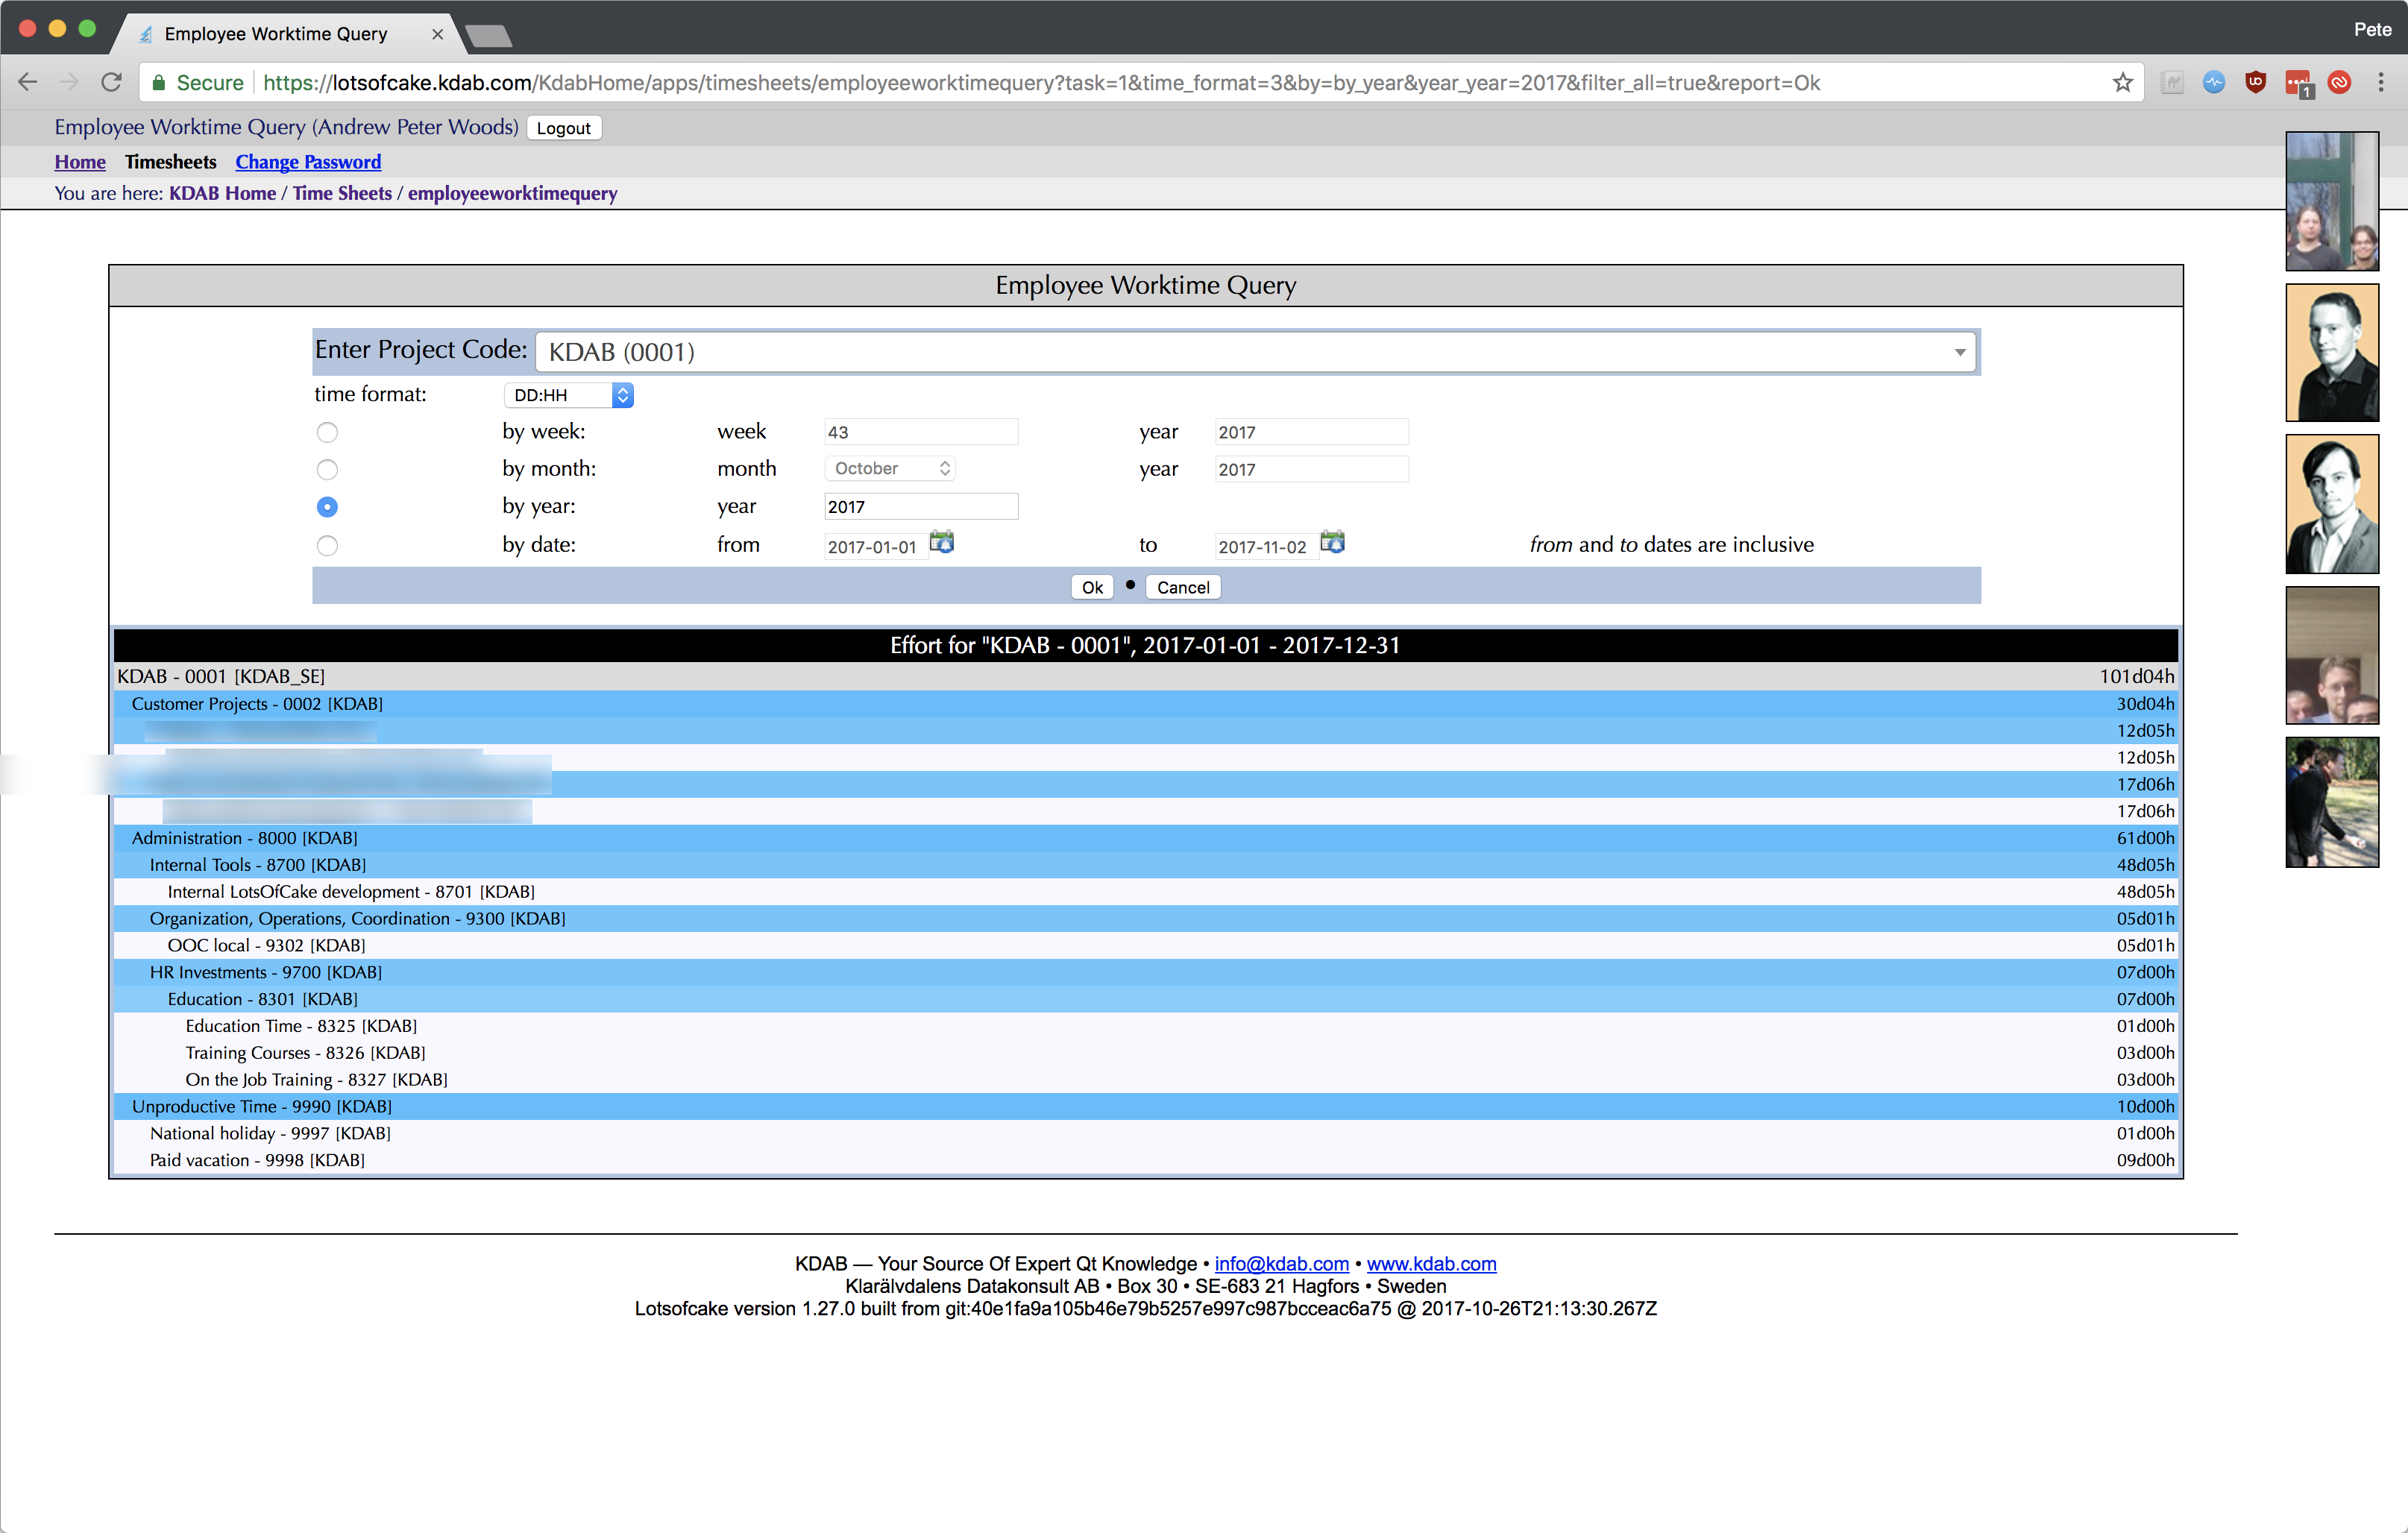 Employee Worktime Query
Pete
Secure https://lotsofcake.kdab.com/KdabHome/apps/timesheets/employeeworktimequery?task=1&time_format=3&by=by_year&year_year=2017&filter_all=true&report=Ok
1
Employee Worktime Query (Andrew Peter Woods) Logout
Home Timesheets Change Password
You are here: KDAB Home / Time Sheets / employeeworktimequery
Employee Worktime Query
Enter Project Code: KDAB (0001)
time format: DD:HH
by week: week 43 year 2017
by month: month October year 2017
by year: year 2017
by date: from 2017-01-01 to 2017-11-02 from and to dates are inclusive
Ok • Cancel
Effort for "KDAB - 0001", 2017-01-01 - 2017-12-31
KDAB - 0001 [KDAB_SE] 101d04h
Customer Projects - 0002 [KDAB] 30d04h
12d05h
12d05h
17d06h
17d06h
Administration - 8000 [KDAB] 61d00h
Internal Tools - 8700 [KDAB] 48d05h
Internal LotsOfCake development - 8701 [KDAB] 48d05h
Organization, Operations, Coordination - 9300 [KDAB] 05d01h
OOC local - 9302 [KDAB] 05d01h
HR Investments - 9700 [KDAB] 07d00h
Education - 8301 [KDAB] 07d00h
Education Time - 8325 [KDAB] 01d00h
Training Courses - 8326 [KDAB] 03d00h
On the Job Training - 8327 [KDAB] 03d00h
Unproductive Time - 9990 [KDAB] 10d00h
National holiday - 9997 [KDAB] 01d00h
Paid vacation - 9998 [KDAB] 09d00h
KDAB — Your Source Of Expert Qt Knowledge • info@kdab.com • www.kdab.com
Klarälvdalens Datakonsult AB • Box 30 • SE-683 21 Hagfors • Sweden
Lotsofcake version 1.27.0 built from git:40e1fa9a105b46e79b5257e997c987bcceac6a75 @ 2017-10-26T21:13:30.267Z